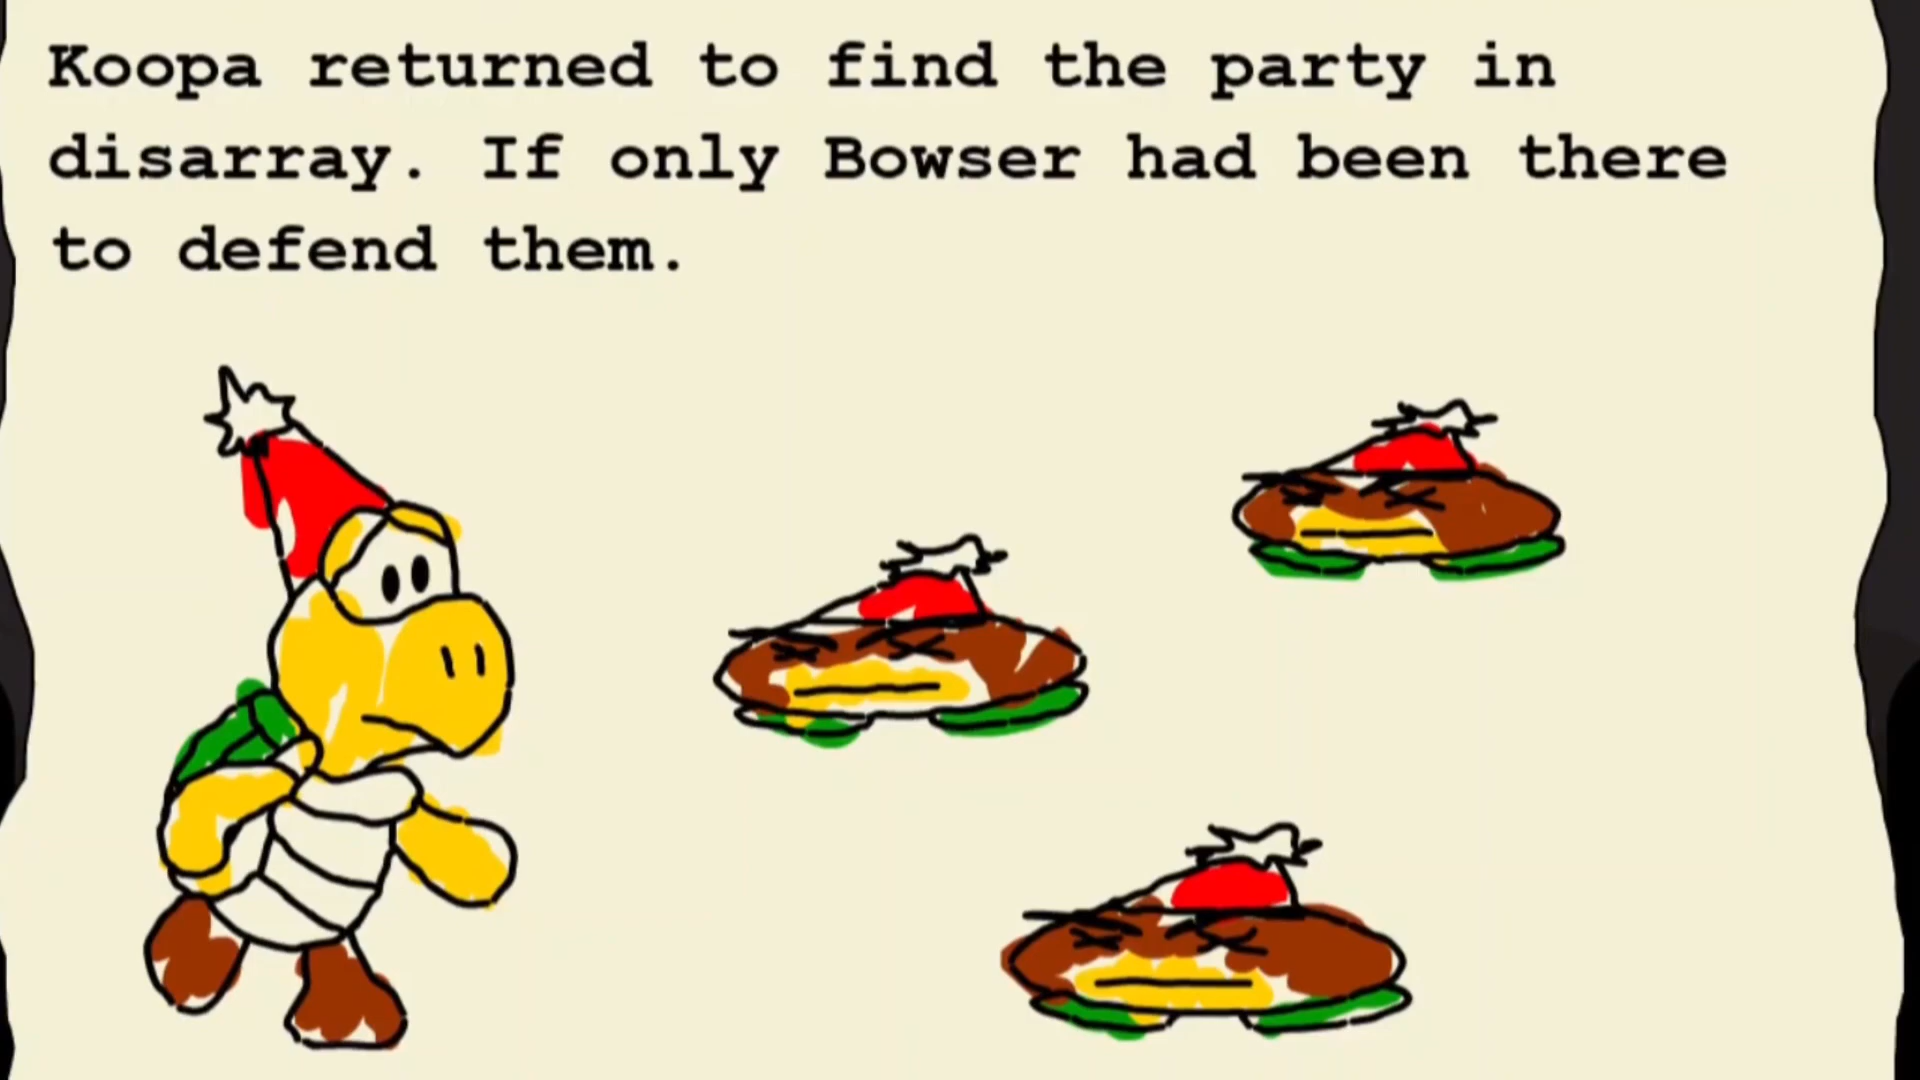 Koopa returned to find the party in
disarray. If only Bowser had been there
to defend them.